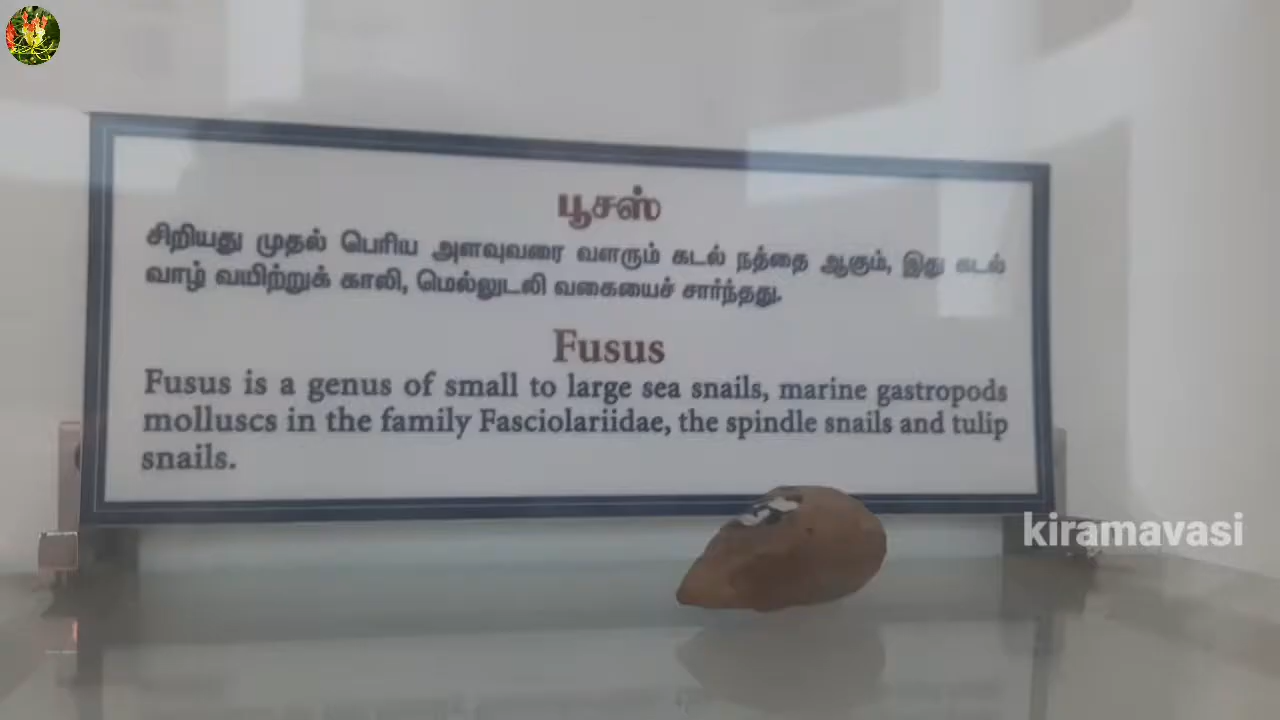 பூசஸ்
சிறியது முதல் பெரிய அளவுவரை வளரும் கடல் நத்தை ஆகும், இது கடல்
வாழ் வயிற்றுக் காலி, மெல்லுடலி வகையைச் சார்ந்தது.
Fusus
Fusus is a genus of small to large sea snails, marine gastropods
molluscs in the family Fasciolariidae, the spindle snails and tulip
snails.
kiramavasi